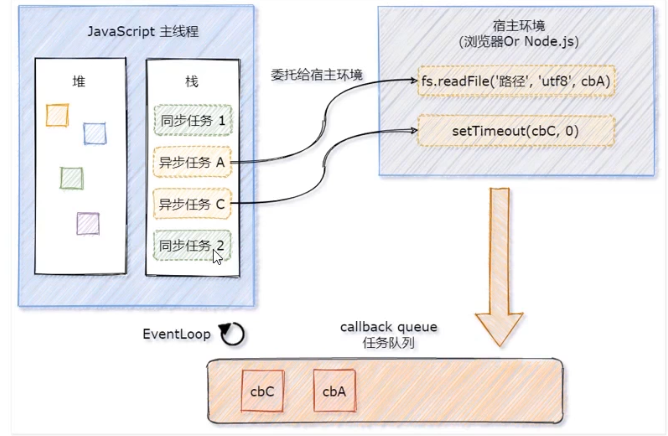 JavaScript 主线程
堆
栈
同步任务 1
异步任务 A
异步任务 C
同步任务 2
委托给宿主环境
宿主环境
(浏览器Or Node.js)
fs.readFile('路径', 'utf8', cbA)
setTimeout(cbC, 0)
EventLoop
callback queue
任务队列
cbC
cbA